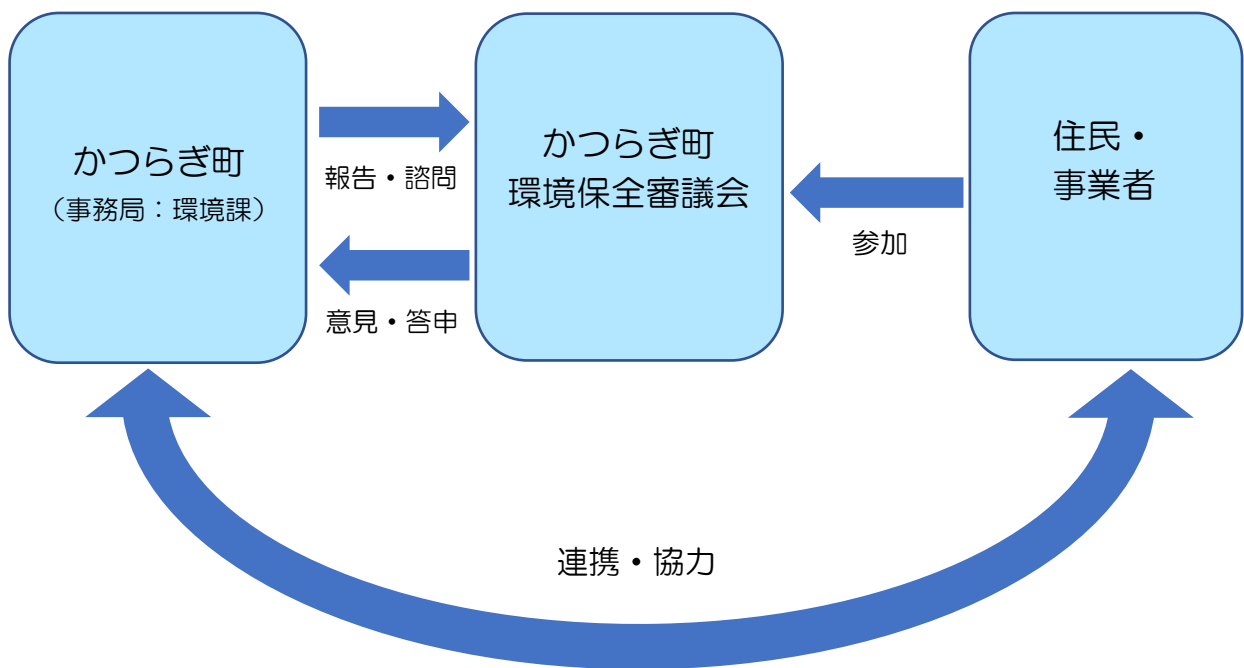 かつらぎ町
（事務局：環境課）
報告・諮問
意見・答申
かつらぎ町
環境保全審議会
参加
住民・
事業者
連携・協力